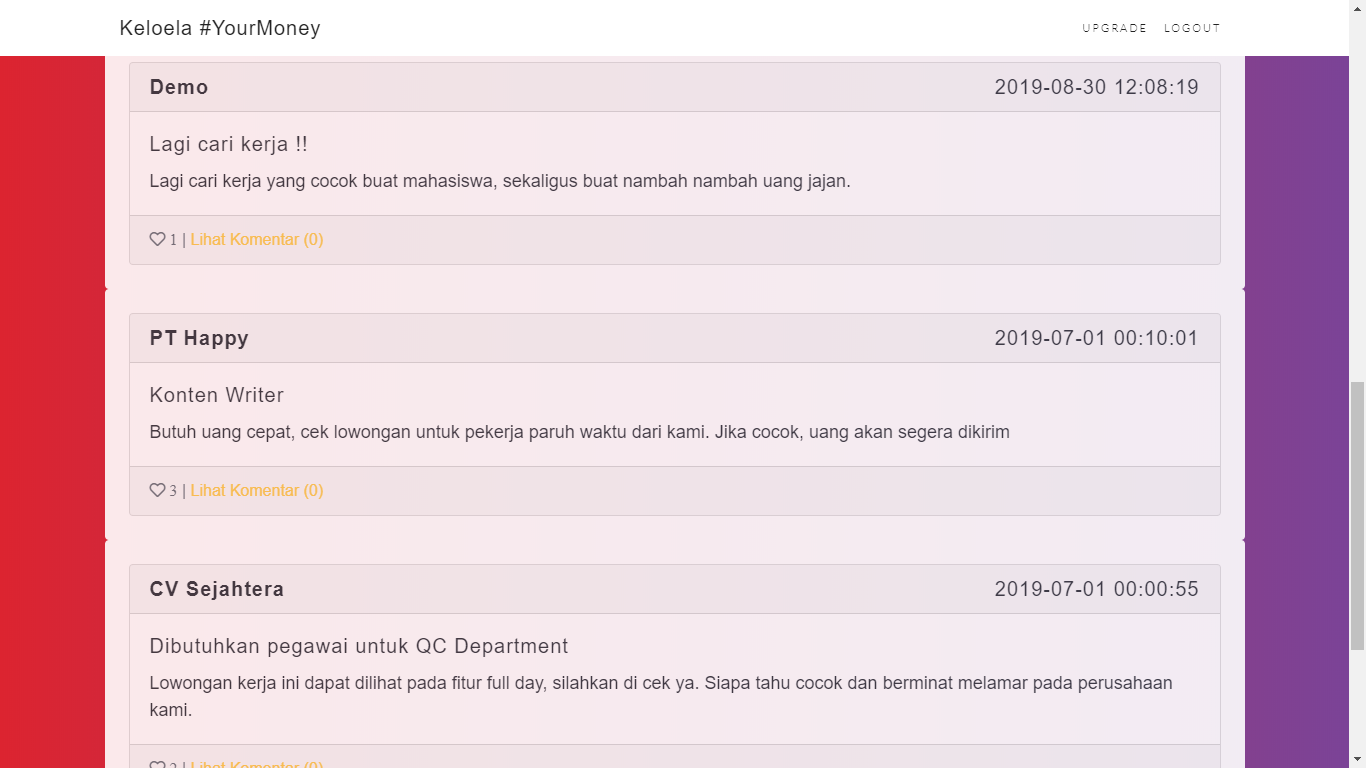 Keloela #YourMoney UPGRADE LOGOUT
Demo 2019-08-30 12:08:19
Lagi cari kerja !!
Lagi cari kerja yang cocok buat mahasiswa, sekaligus buat nambah nambah uang jajan.
1 | Lihat Komentar (0)
PT Happy 2019-07-01 00:10:01
Konten Writer
Butuh uang cepat, cek lowongan untuk pekerja paruh waktu dari kami. Jika cocok, uang akan segera dikirim
3 | Lihat Komentar (0)
CV Sejahtera 2019-07-01 00:00:55
Dibutuhkan pegawai untuk QC Department
Lowongan kerja ini dapat dilihat pada fitur full day, silahkan di cek ya. Siapa tahu cocok dan berminat melamar pada perusahaan
kami.
| Lihat Komentar (0)